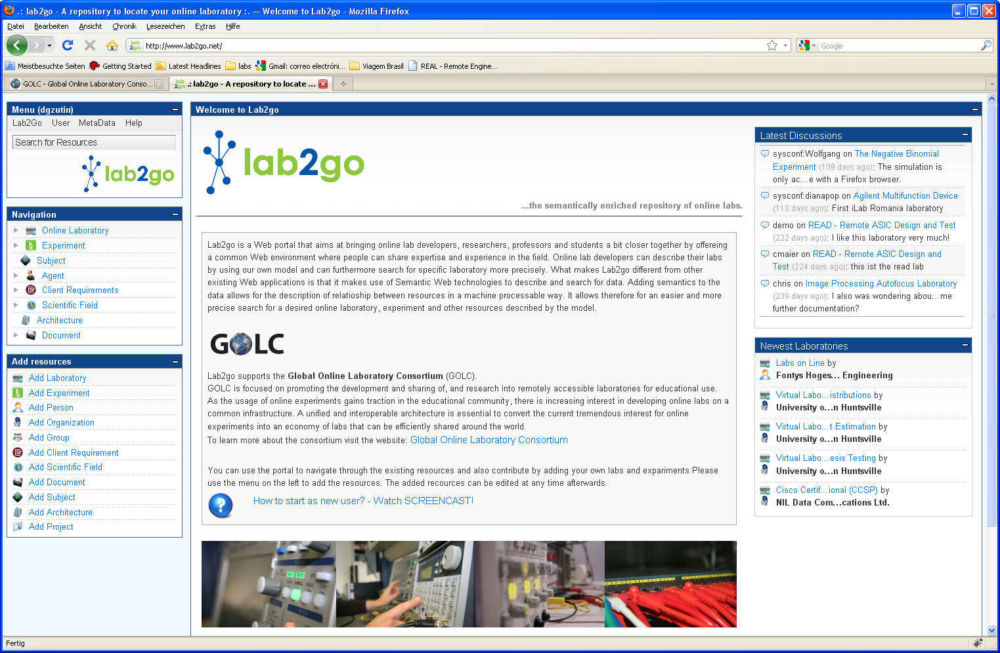 .: lab2go - A repository to locate your online laboratory :. — Welcome to Lab2go - Mozilla Firefox
Datei Bearbeiten Ansicht Chronik Lesezeichen Extras Hilfe
lab2go http://www.lab2go.net/ Google
Meistbesuchte Seiten Getting Started Latest Headlines labs Gmail: correo electróni... Viagem Brasil REAL - Remote Engine...
GOLC - Global Online Laboratory Conso... lab2go .: lab2go - A repository to locate ...
Menu (dgzutin)
Lab2Go User MetaData Help
Search for Resources
lab2go
Navigation
Online Laboratory
Experiment
Subject
Agent
Client Requirements
Scientific Field
Architecture
Document
Add resources
Add Laboratory
Add Experiment
Add Person
Add Organization
Add Group
Add Client Requirement
Add Scientific Field
Add Document
Add Subject
Add Architecture
Add Project
Welcome to Lab2go
lab2go
...the semantically enriched repository of online labs.
Lab2go is a Web portal that aims at bringing online lab developers, researchers, professors and students a bit closer together by offering
a common Web environment where people can share expertise and experience in the field. Online lab developers can describe their labs
by using our own model and can furthermore search for specific laboratory more precisely. What makes Lab2go different from other
existing Web applications is that it makes use of Semantic Web technologies to describe and search for data. Adding semantics to the
data allows for the description of relatioship between resources in a machine processable way. It allows therefore for an easier and more
precise search for a desired online laboratory, experiment and other resources described by the model.
GOLC
Lab2go supports the Global Online Laboratory Consortium (GOLC).
GOLC is focused on promoting the development and sharing of, and research into remotely accessible laboratories for educational use.
As the usage of online experiments gains traction in the educational community, there is increasing interest in developing online labs on a
common infrastructure. A unified and interoperable architecture is essential to convert the current tremendous interest for online
experiments into an economy of labs that can be efficiently shared around the world.
To learn more about the consortium visit the website: Global Online Laboratory Consortium
You can use the portal to navigate through the existing resources and also contribute by adding your own labs and expariments Please
use the menu on the left to add the resources. The added recources can be edited at any time afterwards.
How to start as new user? - Watch SCREENCAST!
Latest Discussions
sysconf:Wolfgang on The Negative Binomial
Experiment (109 days ago): The simulation is
only ac...e with a Firefox browser.
sysconf:dianapop on Agilent Multifunction Device
(110 days ago): First iLab Romania laboratory
demo on READ - Remote ASIC Design and Test
(222 days ago): I like this laboratory very much!
cmaier on READ - Remote ASIC Design and
Test (224 days ago): this ist the read lab
chris on Image Processing Autofocus Laboratory
(239 days ago): I also was wondering abou...me
further documentation?
Newest Laboratories
Labs on Line by
Fontys Hoges... Engineering
Virtual Labo...istributions by
University o...n Huntsville
Virtual Labo...t Estimation by
University o...n Huntsville
Virtual Labo...esis Testing by
University o...n Huntsville
Cisco Certif...ional (CCSP) by
NIL Data Com...cations Ltd.
Fertig